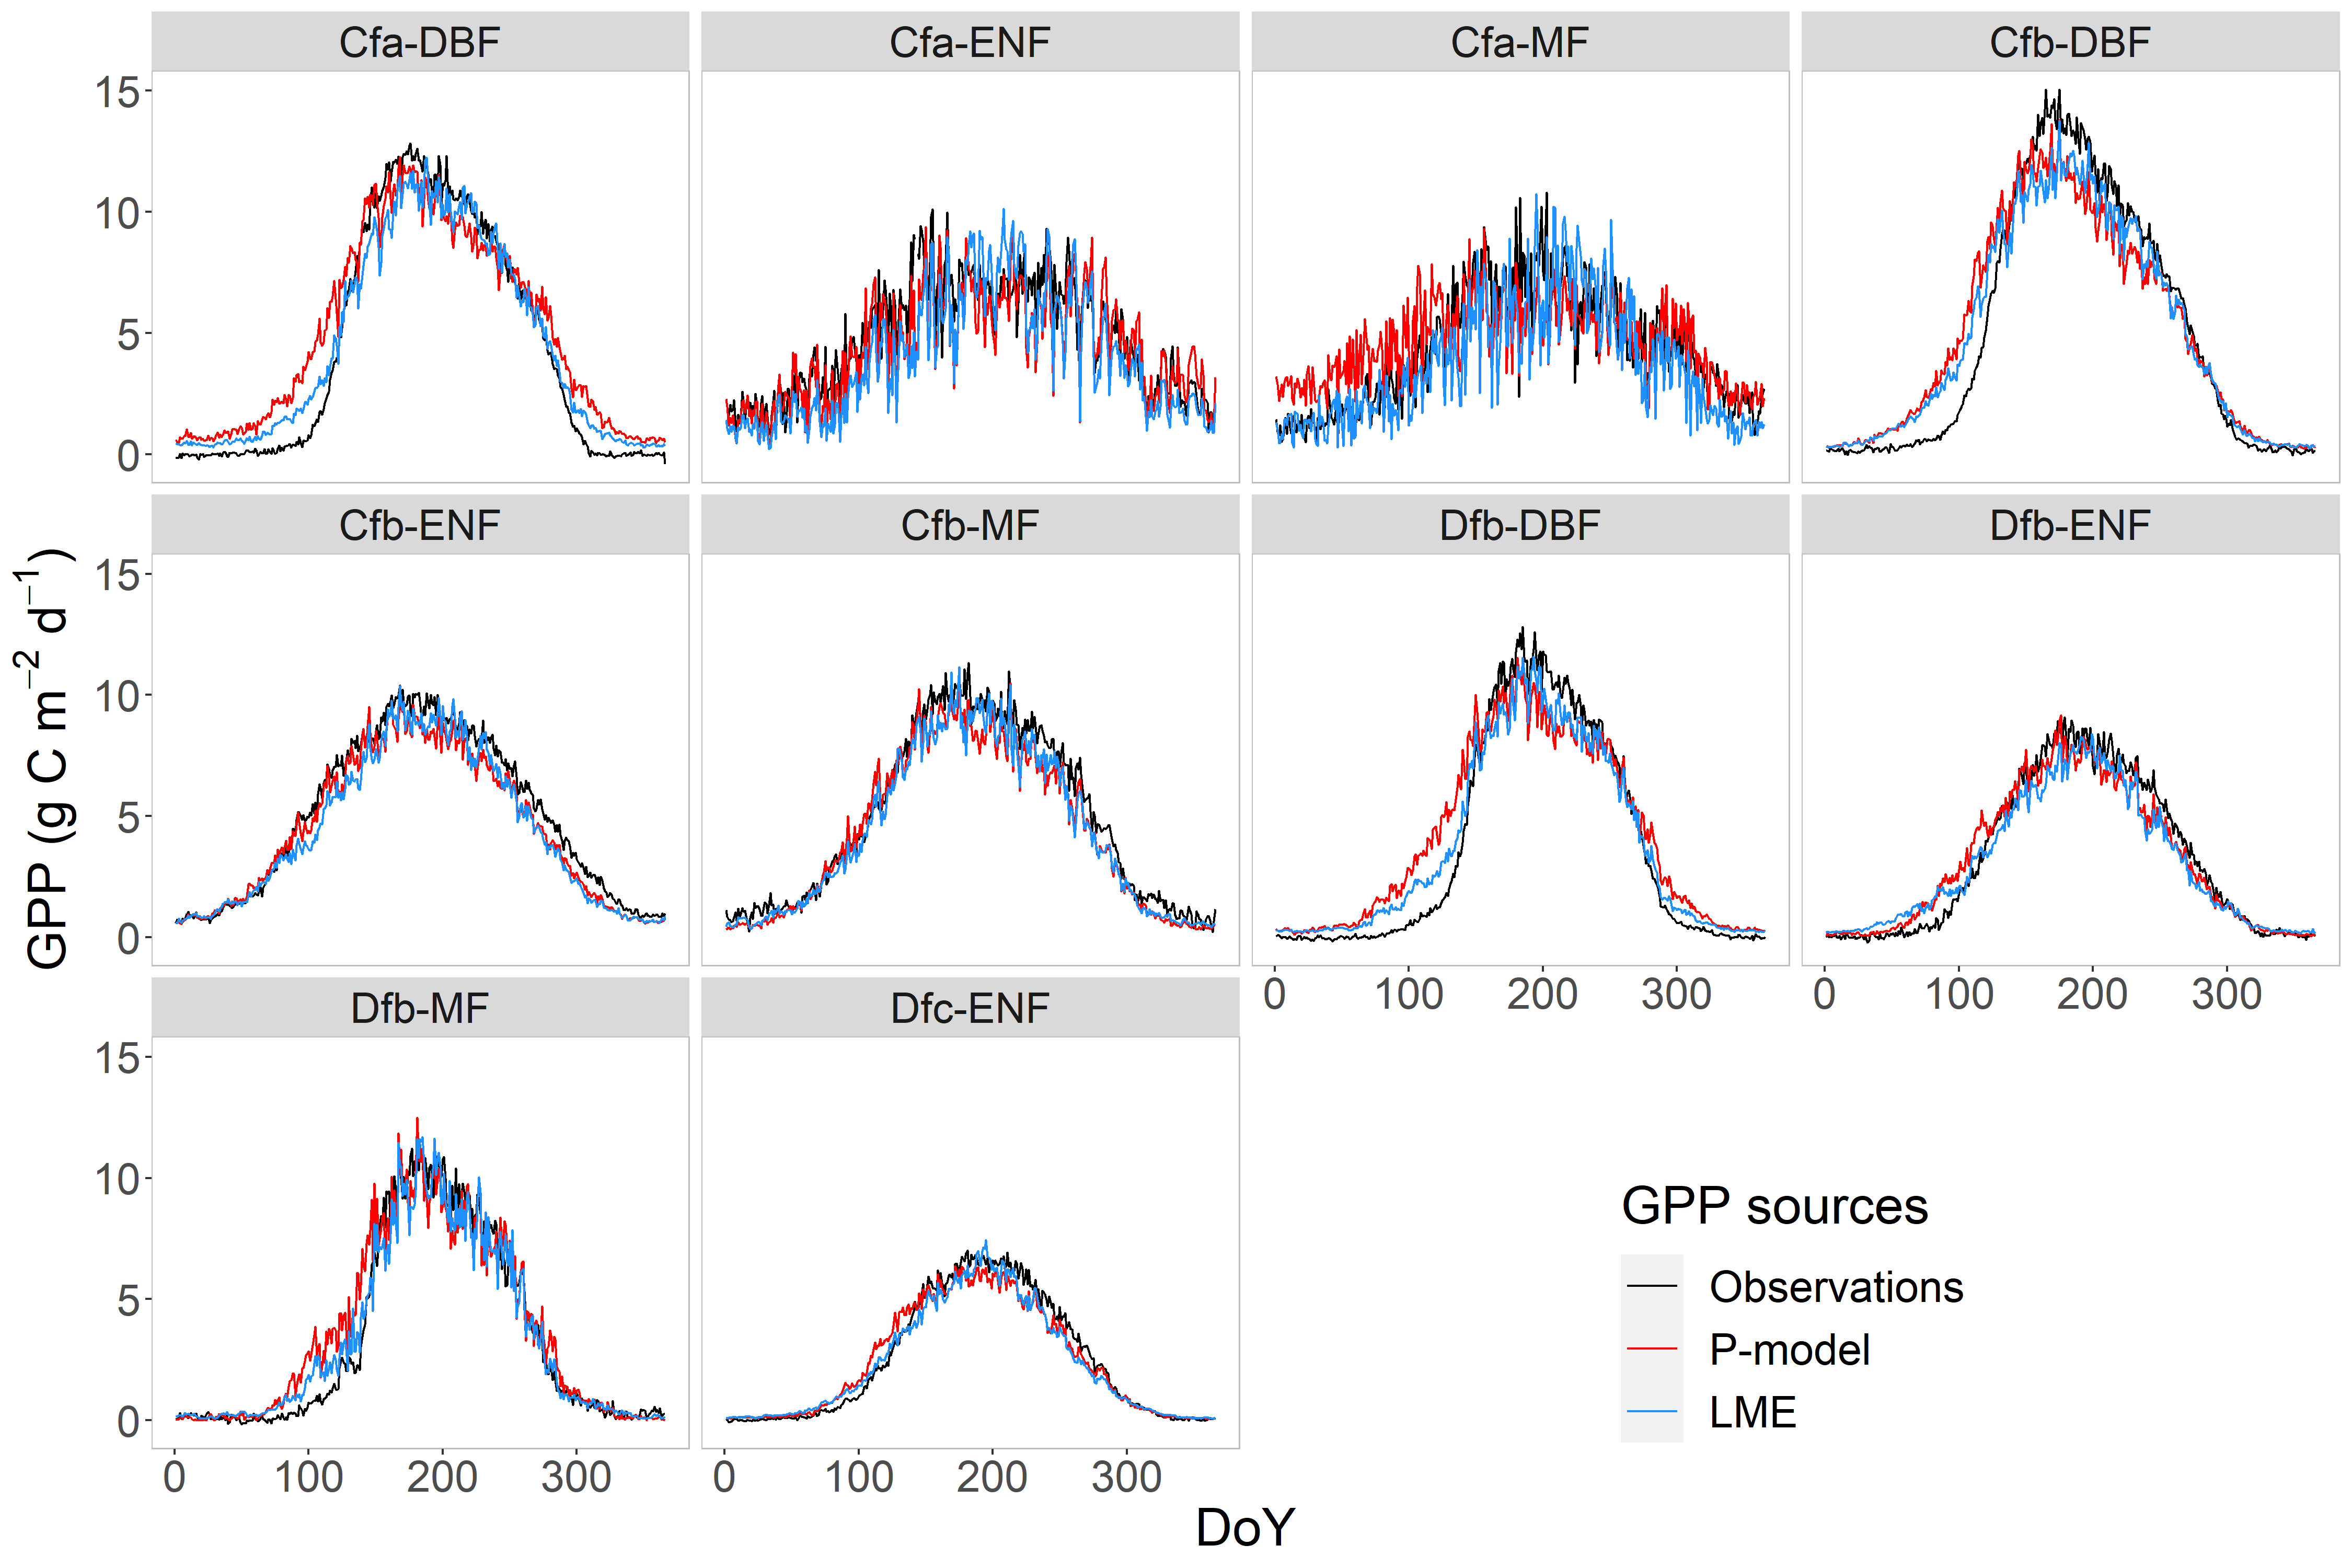 Cfa-DBF Cfa-ENF Cfa-MF Cfb-DBF
15
10
5
0
Cfb-ENF Cfb-MF Dfb-DBF Dfb-ENF
15
10
5
0
0 100 200 300 0 100 200 300
Dfb-MF Dfc-ENF
15
10
5
0
0 100 200 300 0 100 200 300
GPP (g C m⁻² d⁻¹)
DoY
GPP sources
Observations
P-model
LME